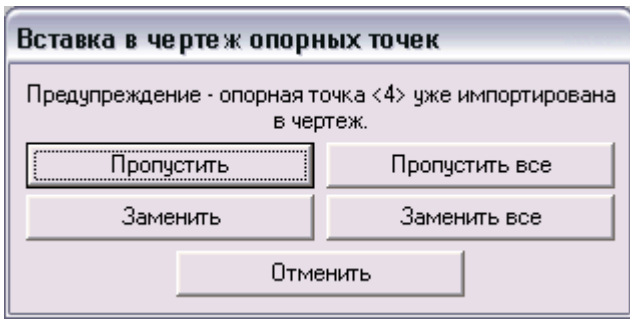 Вставка в чертеж опорных точек
Предупреждение - опорная точка <4> уже импортирована
в чертеж.
Пропустить
Пропустить все
Заменить
Заменить все
Отменить